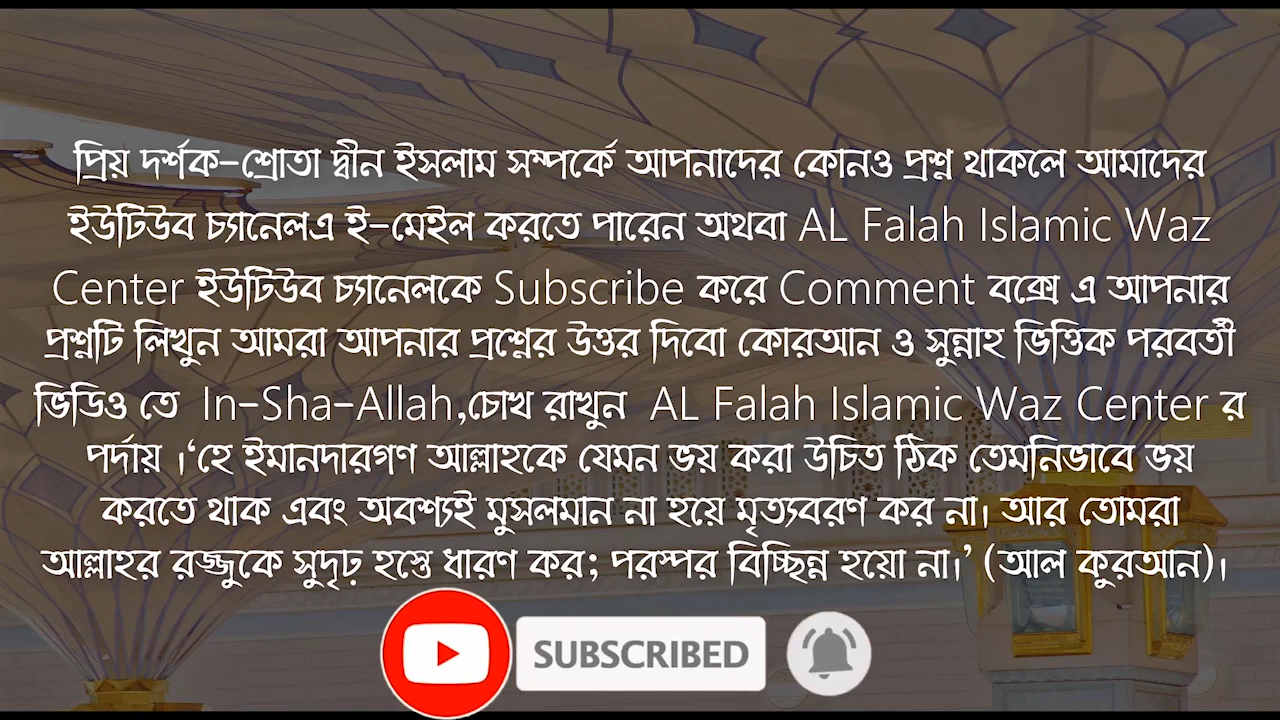 প্রিয় দর্শক-শ্রোতা দ্বীন ইসলাম সম্পর্কে আপনাদের কোনও প্রশ্ন থাকলে আমাদের
ইউটিউব চ্যানেলএ ই-মেইল করতে পারেন অথবা AL Falah Islamic Waz
Center ইউটিউব চ্যানেলকে Subscribe করে Comment বক্সে এ আপনার
প্রশ্নটি লিখুন আমরা আপনার প্রশ্নের উত্তর দিবো কোরআন ও সুন্নাহ ভিত্তিক পরবর্তী
ভিডিও তে In-Sha-Allah,চোখ রাখুন AL Falah Islamic Waz Center র
পর্দায় ।‘হে ইমানদারগণ আল্লাহকে যেমন ভয় করা উচিত ঠিক তেমনিভাবে ভয়
করতে থাক এবং অবশ্যই মুসলমান না হয়ে মৃত্যবরণ কর না। আর তোমরা
আল্লাহর রজ্জুকে সুদৃঢ় হস্তে ধারণ কর; পরস্পর বিচ্ছিন্ন হয়ো না।’ (আল কুরআন)।
SUBSCRIBED